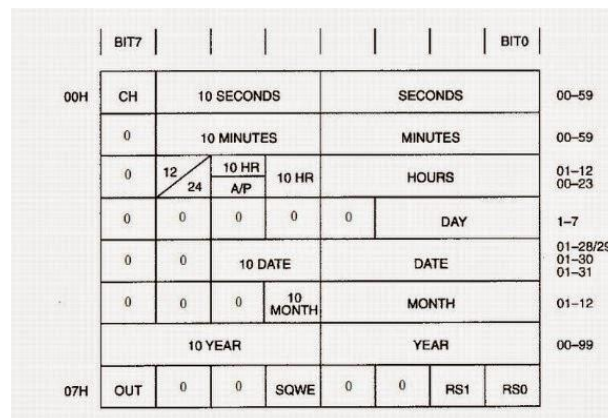 BIT7 BIT0
00H CH 10 SECONDS SECONDS 00–59
0 10 MINUTES MINUTES 00–59
0 12/24 10 HR A/P 10 HR HOURS 01–12 00–23
0 0 0 0 0 DAY 1–7
0 0 10 DATE DATE 01–28/29 01–30 01–31
0 0 0 10 MONTH MONTH 01–12
10 YEAR YEAR 00–99
07H OUT 0 0 SQWE 0 0 RS1 RS0